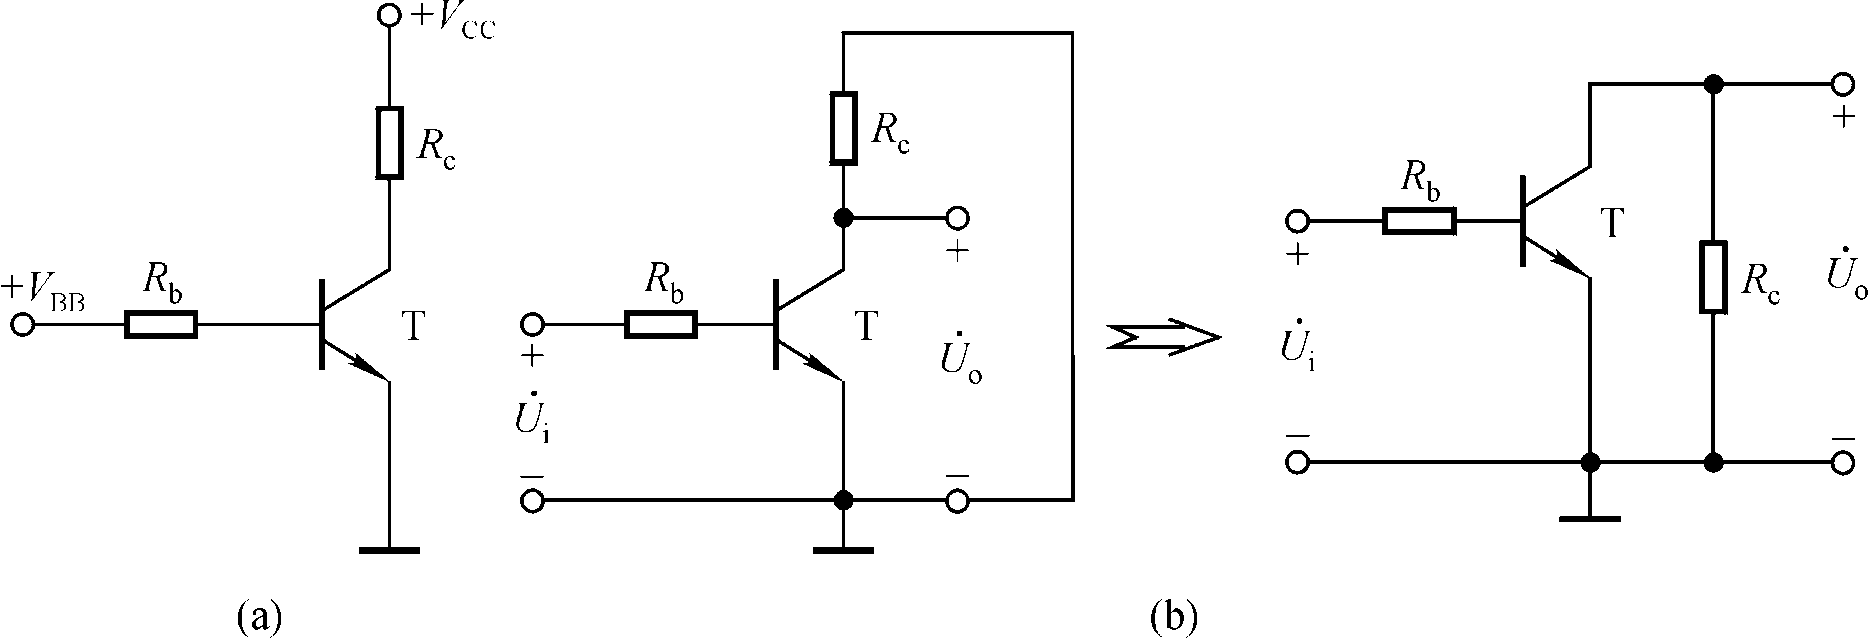 +V_CC
R_c
+V_BB
R_b
T
(a)
R_c
R_b
T
+
+
U̇_i
U̇_o
−
−
R_b
T
R_c
+
+
U̇_i
U̇_o
−
−
(b)